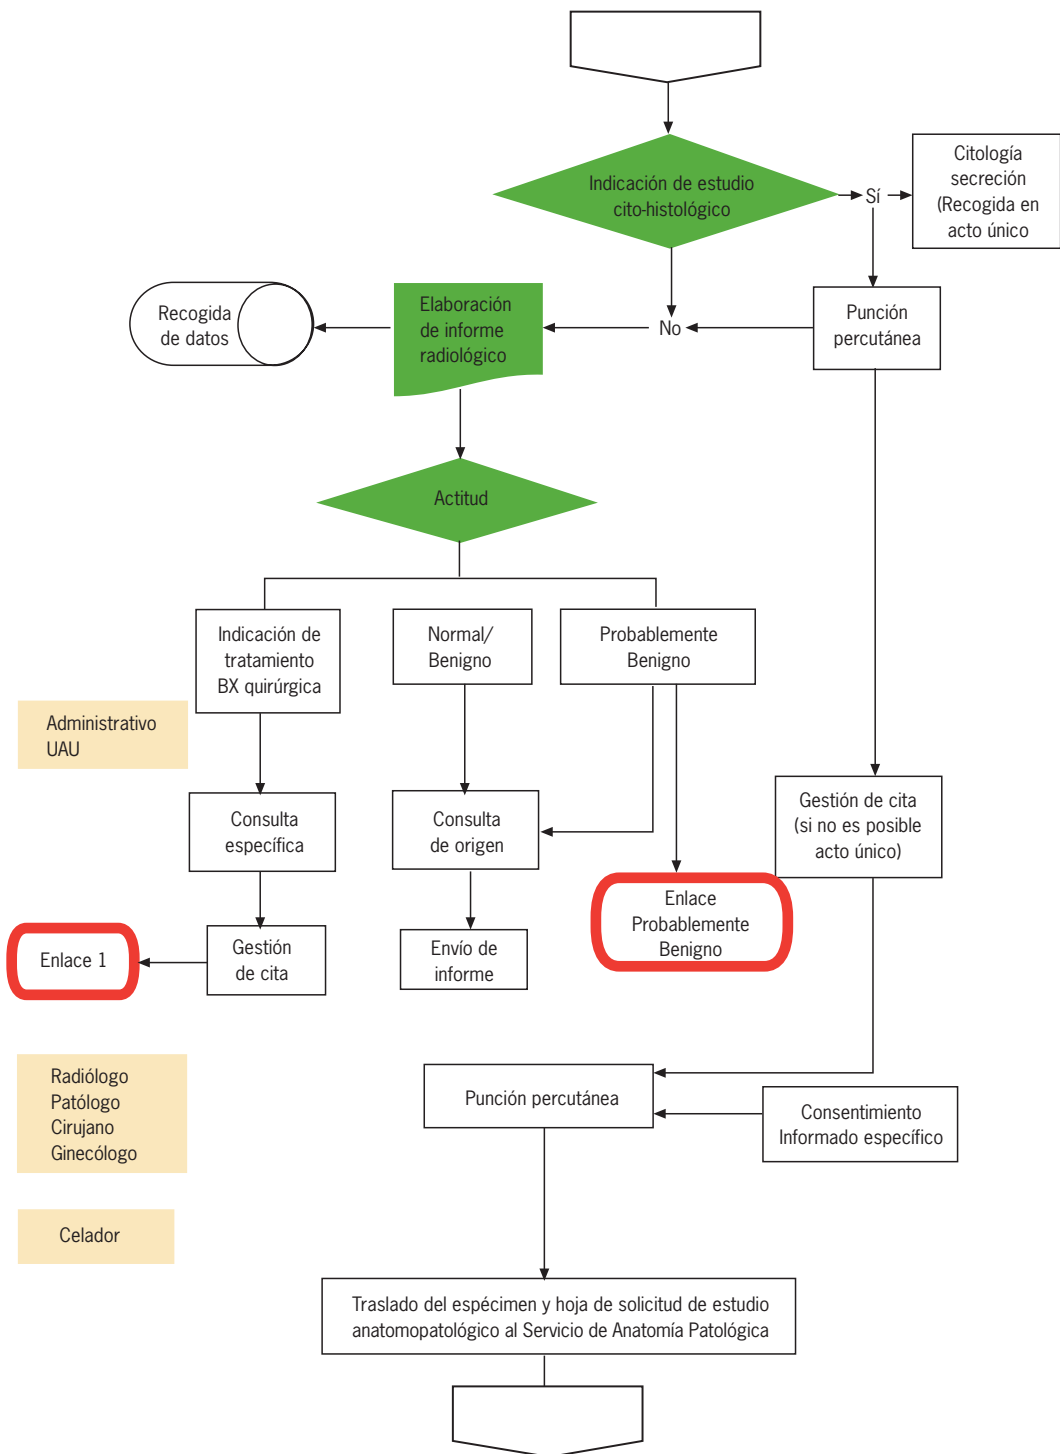 Indicación de estudio
cito-histológico
Sí
Citología
secreción
(Recogida en
acto único
Recogida
de datos
Elaboración
de informe
radiológico
No
Punción
percutánea
Actitud
Indicación de
tratamiento
BX quirúrgica
Normal/
Benigno
Probablemente
Benigno
Administrativo
UAU
Consulta
específica
Consulta
de origen
Gestión de cita
(si no es posible
acto único)
Enlace 1
Gestión
de cita
Envío de
informe
Enlace
Probablemente
Benigno
Radiólogo
Patólogo
Cirujano
Ginecólogo
Punción percutánea
Consentimiento
Informado específico
Celador
Traslado del espécimen y hoja de solicitud de estudio
anatomopatológico al Servicio de Anatomía Patológica